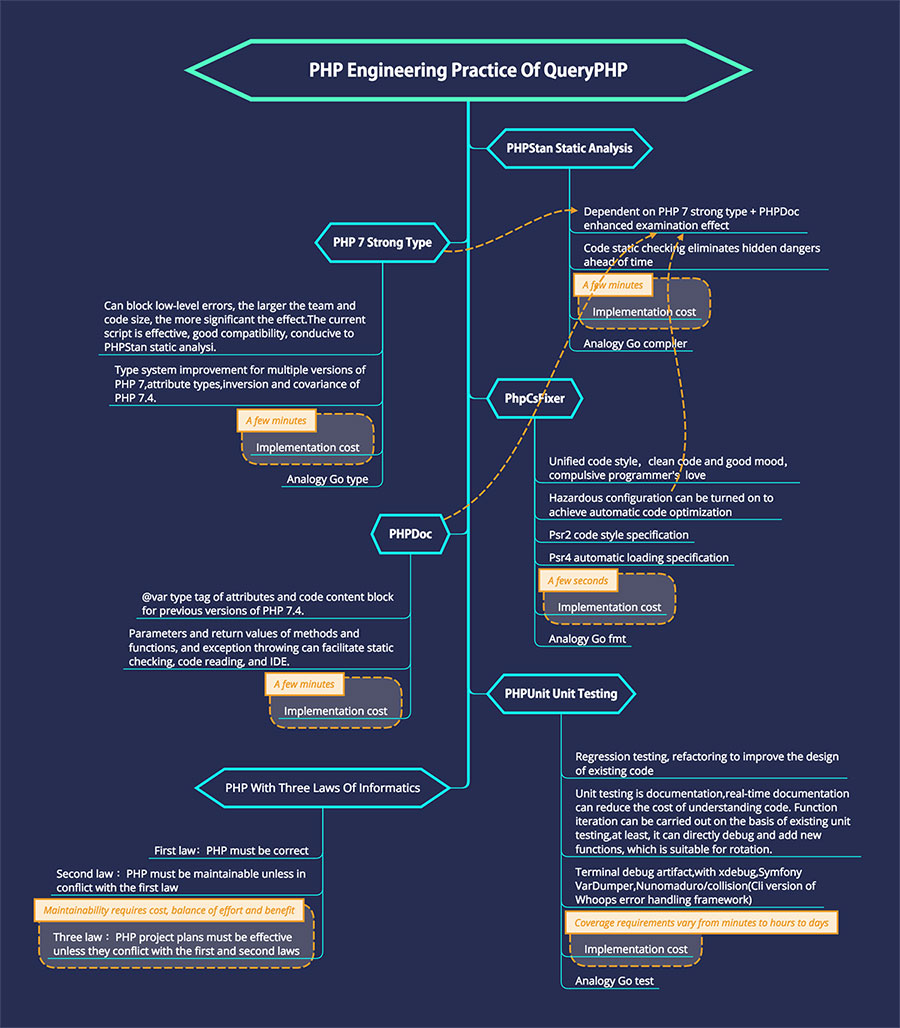 PHP Engineering Practice Of QueryPHP
PHPStan Static Analysis
Dependent on PHP 7 strong type + PHPDoc
enhanced examination effect
Code static checking eliminates hidden dangers
ahead of time
A few minutes
Implementation cost
Analogy Go compiler
PHP 7 Strong Type
Can block low-level errors, the larger the team and
code size, the more significant the effect.The current
script is effective, good compatibility, conducive to
PHPStan static analysi.
Type system improvement for multiple versions of
PHP 7,attribute types,inversion and covariance of
PHP 7.4.
A few minutes
Implementation cost
Analogy Go type
PhpCsFixer
Unified code style，clean code and good mood，
compulsive programmer's love
Hazardous configuration can be turned on to
achieve automatic code optimization
Psr2 code style specification
Psr4 automatic loading specification
A few seconds
Implementation cost
Analogy Go fmt
PHPDoc
@var type tag of attributes and code content block
for previous versions of PHP 7.4.
Parameters and return values of methods and
functions, and exception throwing can facilitate static
checking, code reading, and IDE.
A few minutes
Implementation cost
PHPUnit Unit Testing
Regression testing, refactoring to improve the design
of existing code
Unit testing is documentation,real-time documentation
can reduce the cost of understanding code. Function
iteration can be carried out on the basis of existing unit
testing,at least, it can directly debug and add new
functions, which is suitable for rotation.
Terminal debug artifact,with xdebug,Symfony
VarDumper,Nunomaduro/collision(Cli version of
Whoops error handling framework)
Coverage requirements vary from minutes to hours to days
Implementation cost
Analogy Go test
PHP With Three Laws Of Informatics
First law：PHP must be correct
Second law：PHP must be maintainable unless in
conflict with the first law
Maintainability requires cost, balance of effort and benefit
Three law：PHP project plans must be effective
unless they conflict with the first and second laws